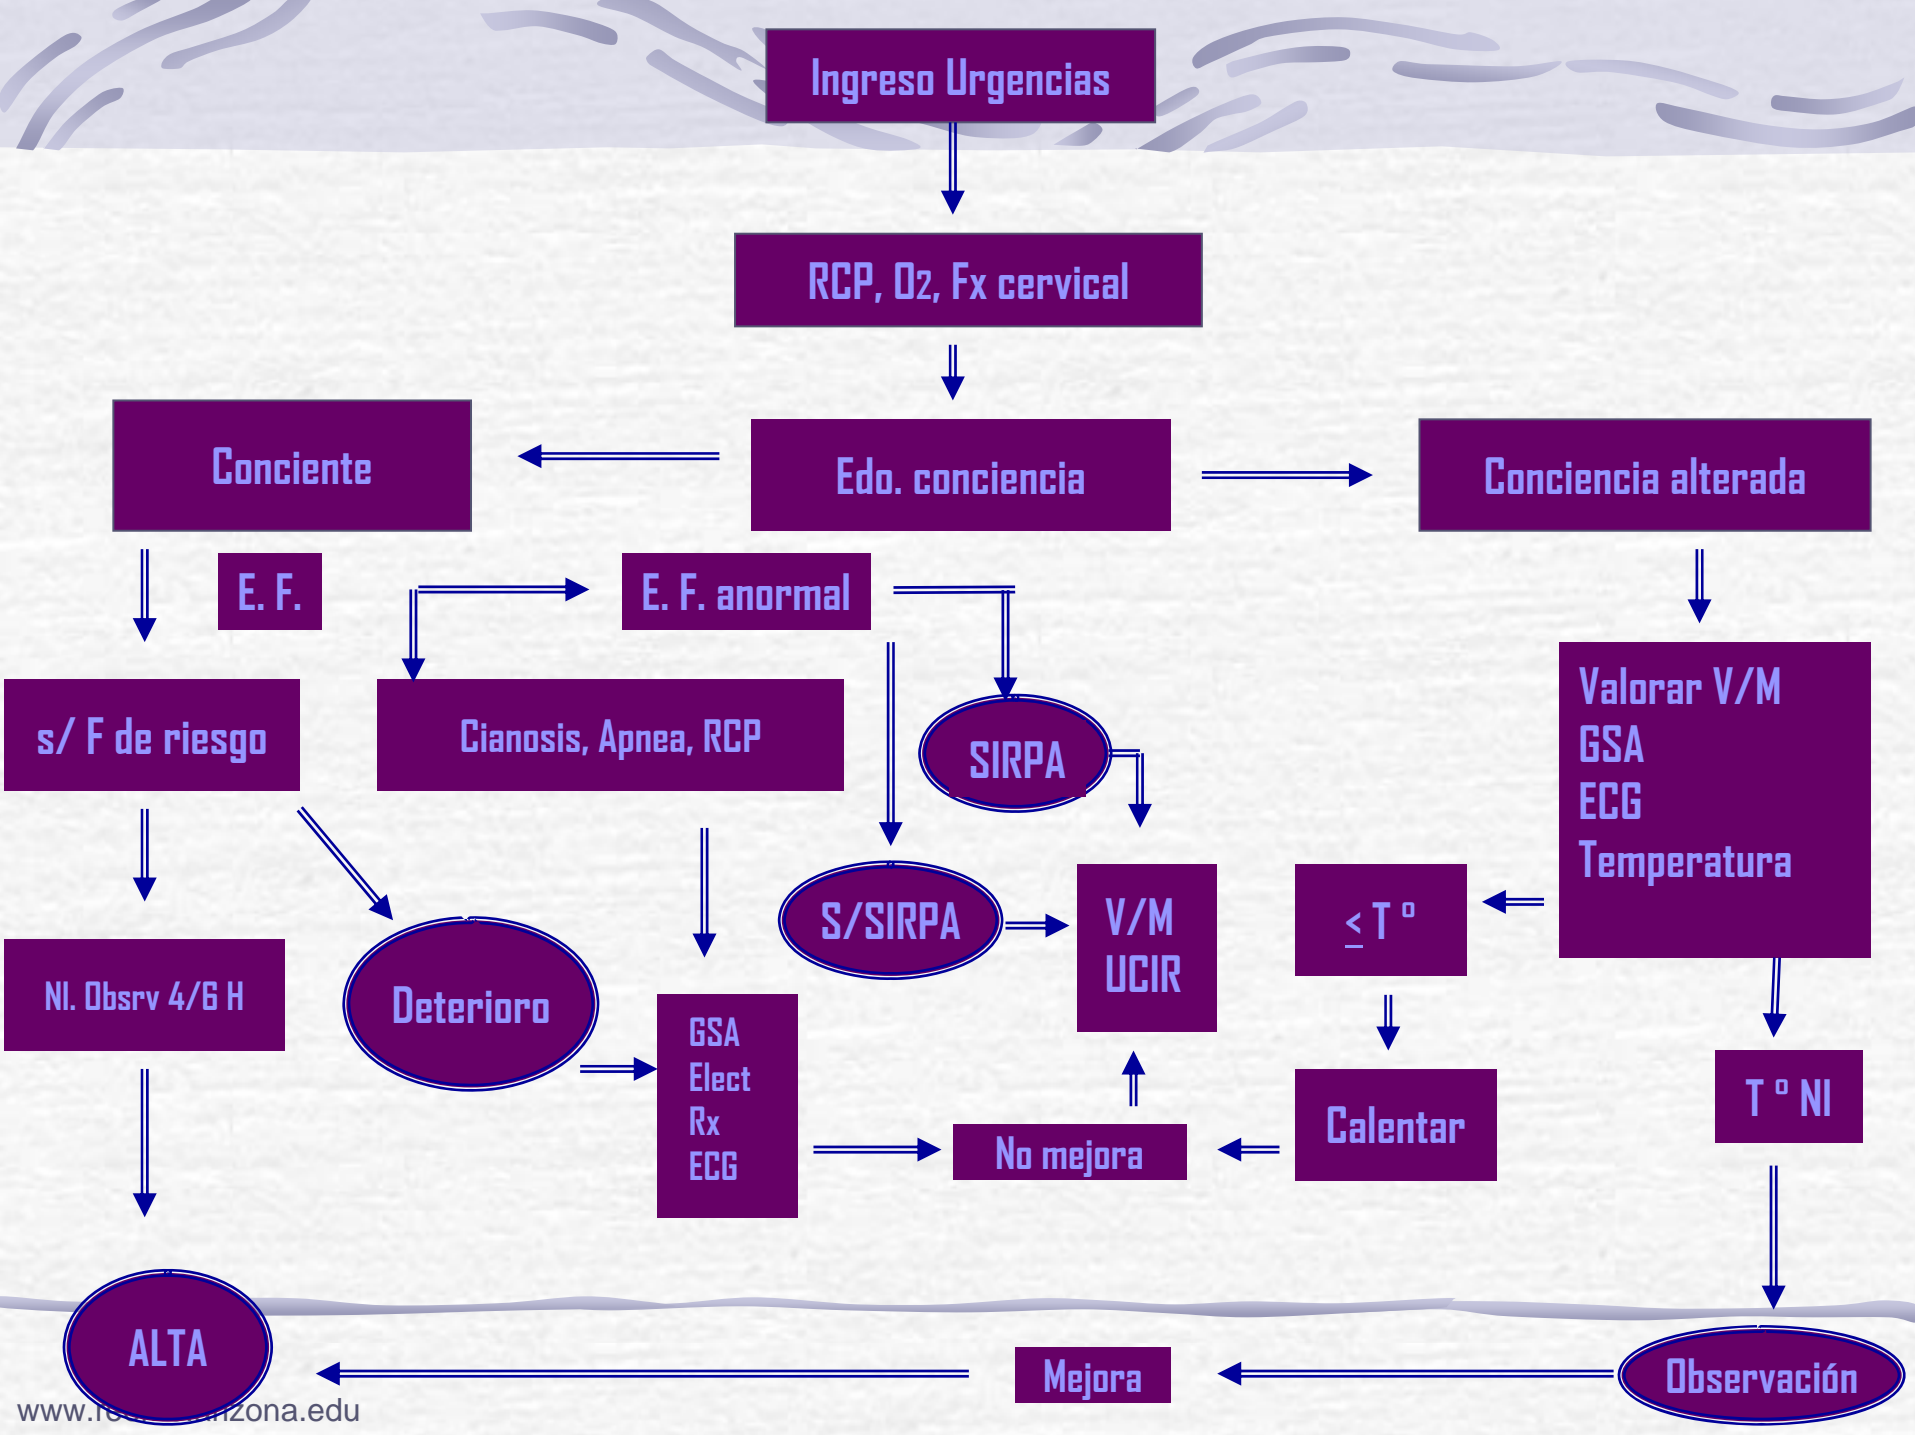 Ingreso Urgencias
RCP, O2, Fx cervical
Conciente
Edo. conciencia
Conciencia alterada
E. F.
E. F. anormal
s/ F de riesgo
Cianosis, Apnea, RCP
SIRPA
Valorar V/M
GSA
ECG
Temperatura
S/SIRPA
V/M
UCIR
< T °
Nl. Obsrv 4/6 H
Deterioro
GSA
Elect
Rx
ECG
No mejora
Calentar
T ° Nl
ALTA
Mejora
Observación